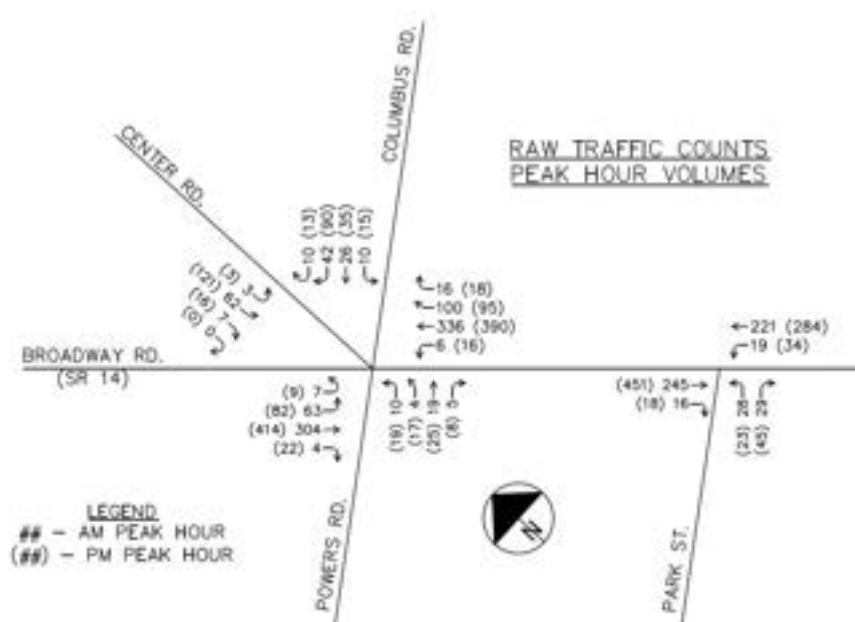 RAW TRAFFIC COUNTS
PEAK HOUR VOLUMES
COLUMBUS RD.
CENTER RD.
10 (13)
42 (90)
26 (35)
10 (15)
(3) 3
(121) 62
(16) 7
(0) 0
16 (18)
100 (95)
336 (390)
6 (16)
221 (284)
19 (34)
BROADWAY RD.
(SR 14)
(9) 7
(82) 63
(414) 304
(22) 4
(19) 10
(17) 4
(25) 19
(8) 5
(451) 245
(18) 16
(23) 28
(45) 29
LEGEND
## - AM PEAK HOUR
(##) - PM PEAK HOUR
POWERS RD.
N
PARK ST.